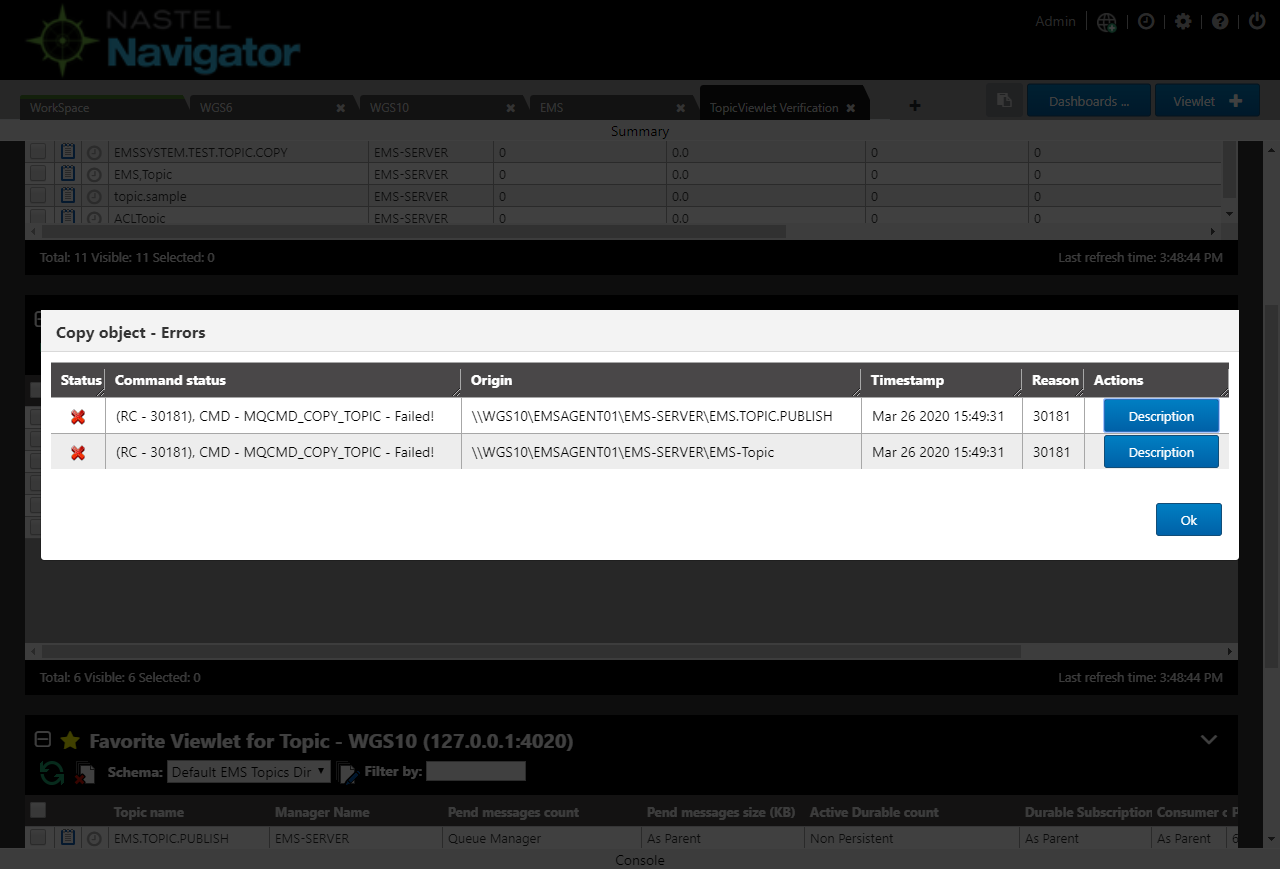 NASTEL
Navigator
Admin
WorkSpace
WGS6
WGS10
EMS
TopicViewlet Verification
Dashboards ...
Viewlet
Summary
EMSSYSTEM.TEST.TOPIC.COPY EMS-SERVER 0 0.0 0 0
EMS,Topic EMS-SERVER 0 0.0 0 0
topic.sample EMS-SERVER 0 0.0 0 0
ACLTopic EMS-SERVER 0 0.0 0 0
Total: 11 Visible: 11 Selected: 0 Last refresh time: 3:48:44 PM
Copy object - Errors
Status Command status Origin Timestamp Reason Actions
(RC - 30181), CMD - MQCMD_COPY_TOPIC - Failed! \\WGS10\EMSAGENT01\EMS-SERVER\EMS.TOPIC.PUBLISH Mar 26 2020 15:49:31 30181 Description
(RC - 30181), CMD - MQCMD_COPY_TOPIC - Failed! \\WGS10\EMSAGENT01\EMS-SERVER\EMS-Topic Mar 26 2020 15:49:31 30181 Description
Ok
Total: 6 Visible: 6 Selected: 0 Last refresh time: 3:48:44 PM
Favorite Viewlet for Topic - WGS10 (127.0.0.1:4020)
Schema: Default EMS Topics Dir Filter by:
Topic name Manager Name Pend messages count Pend messages size (KB) Active Durable count Durable Subscription Consumer c P
EMS.TOPIC.PUBLISH EMS-SERVER Queue Manager As Parent Non Persistent As Parent As Parent 6
Console